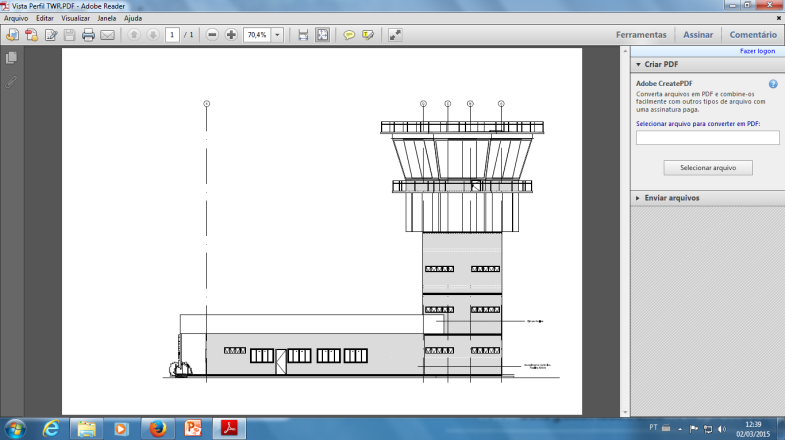 Vista Perfil TWR.PDF - Adobe Reader
Arquivo Editar Visualizar Janela Ajuda
1 / 1 70,4% Ferramentas Assinar Comentário
Fazer logon
Criar PDF
Adobe CreatePDF
Converta arquivos em PDF e combine-os
facilmente com outros tipos de arquivo com
uma assinatura paga.
Selecionar arquivo para converter em PDF:
Selecionar arquivo
Enviar arquivos
PT
12:39
02/03/2015